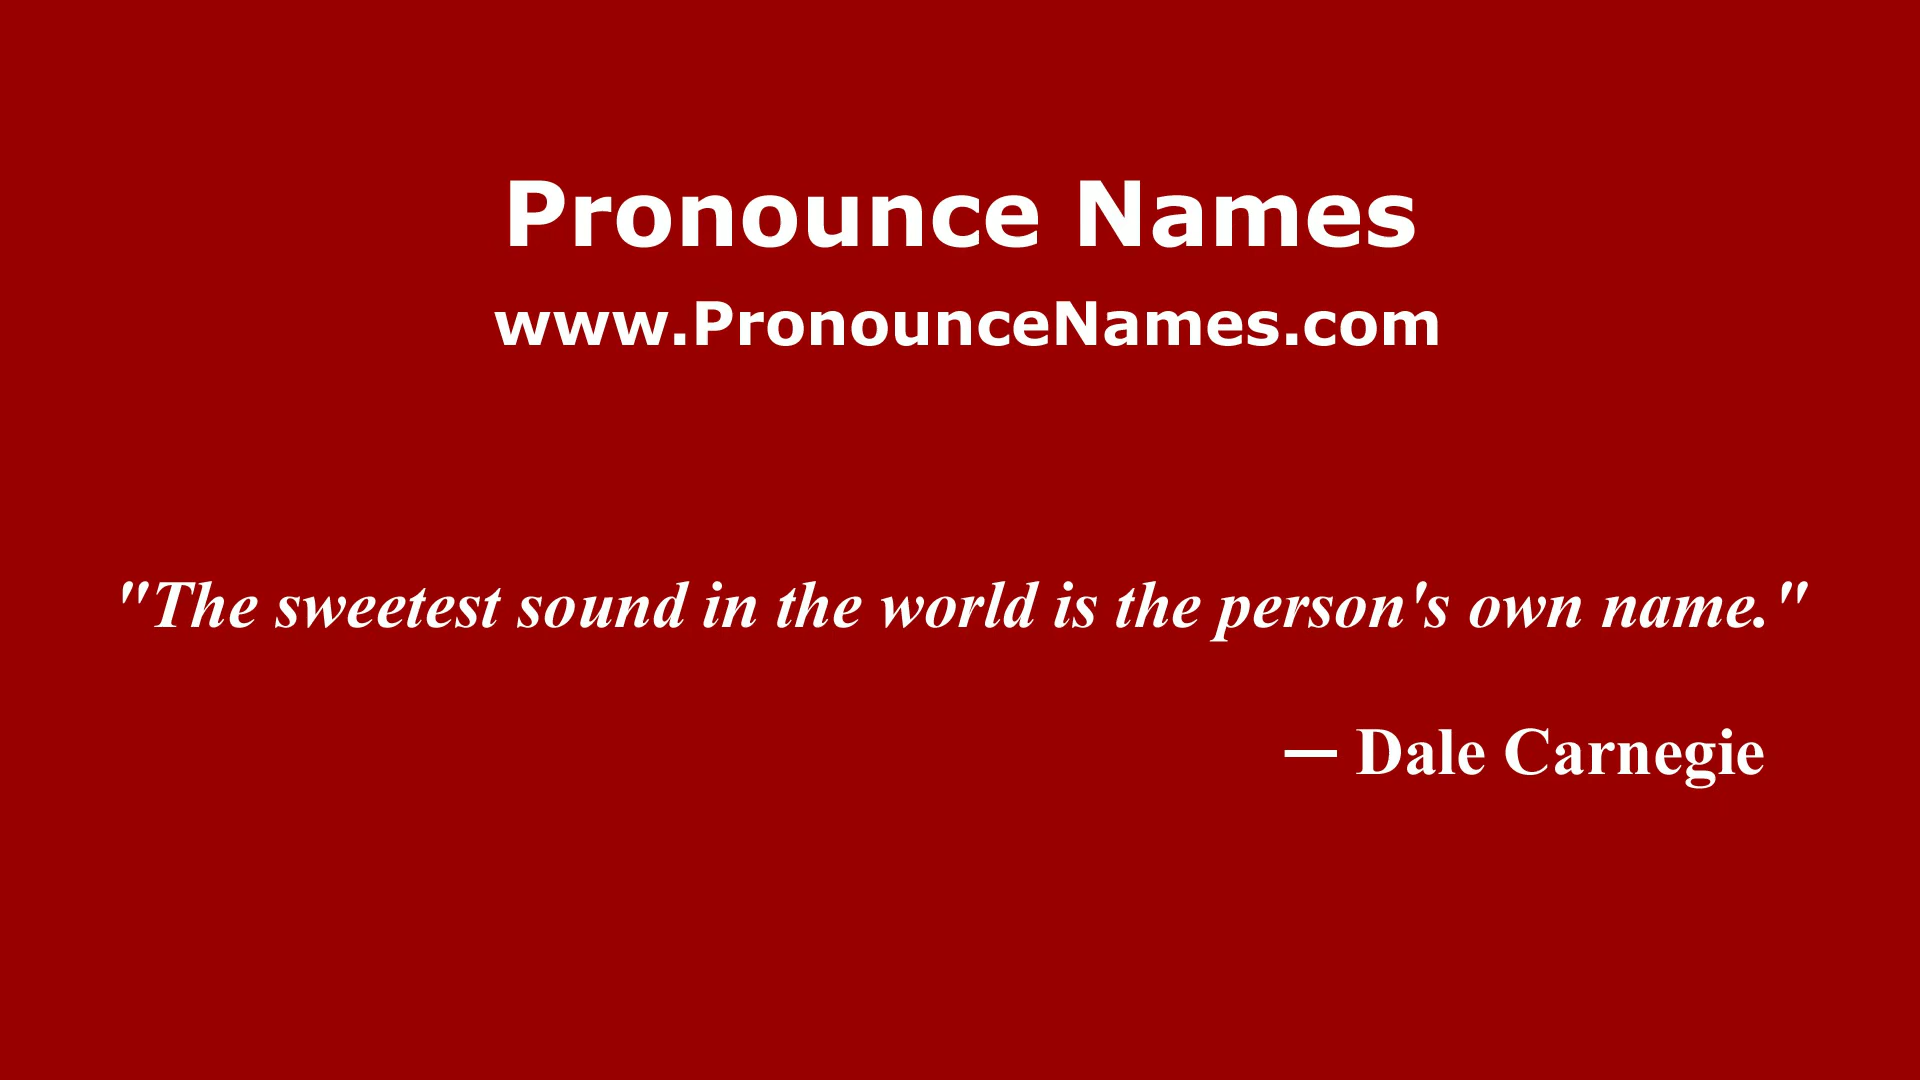 Pronounce Names
www.PronounceNames.com
"The sweetest sound in the world is the person's own name."
— Dale Carnegie